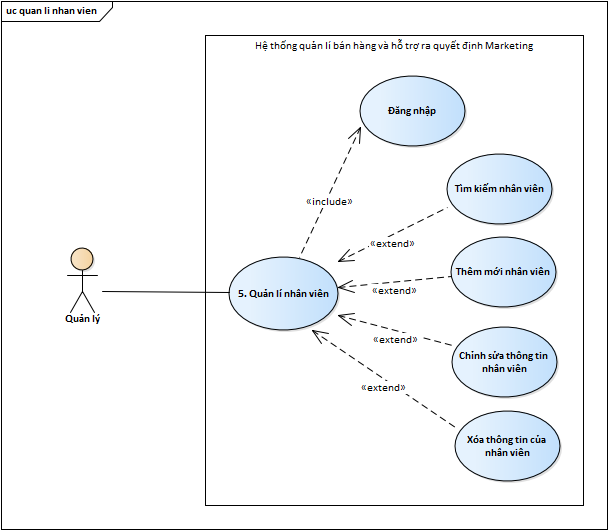 uc quan li nhan vien
Hệ thống quản lí bán hàng và hỗ trợ ra quyết định Marketing
Đăng nhập
«include»
Tìm kiếm nhân viên
«extend»
Thêm mới nhân viên
«extend»
5. Quản lí nhân viên
Quản lý
«extend»
Chỉnh sửa thông tin
nhân viên
«extend»
Xóa thông tin của
nhân viên